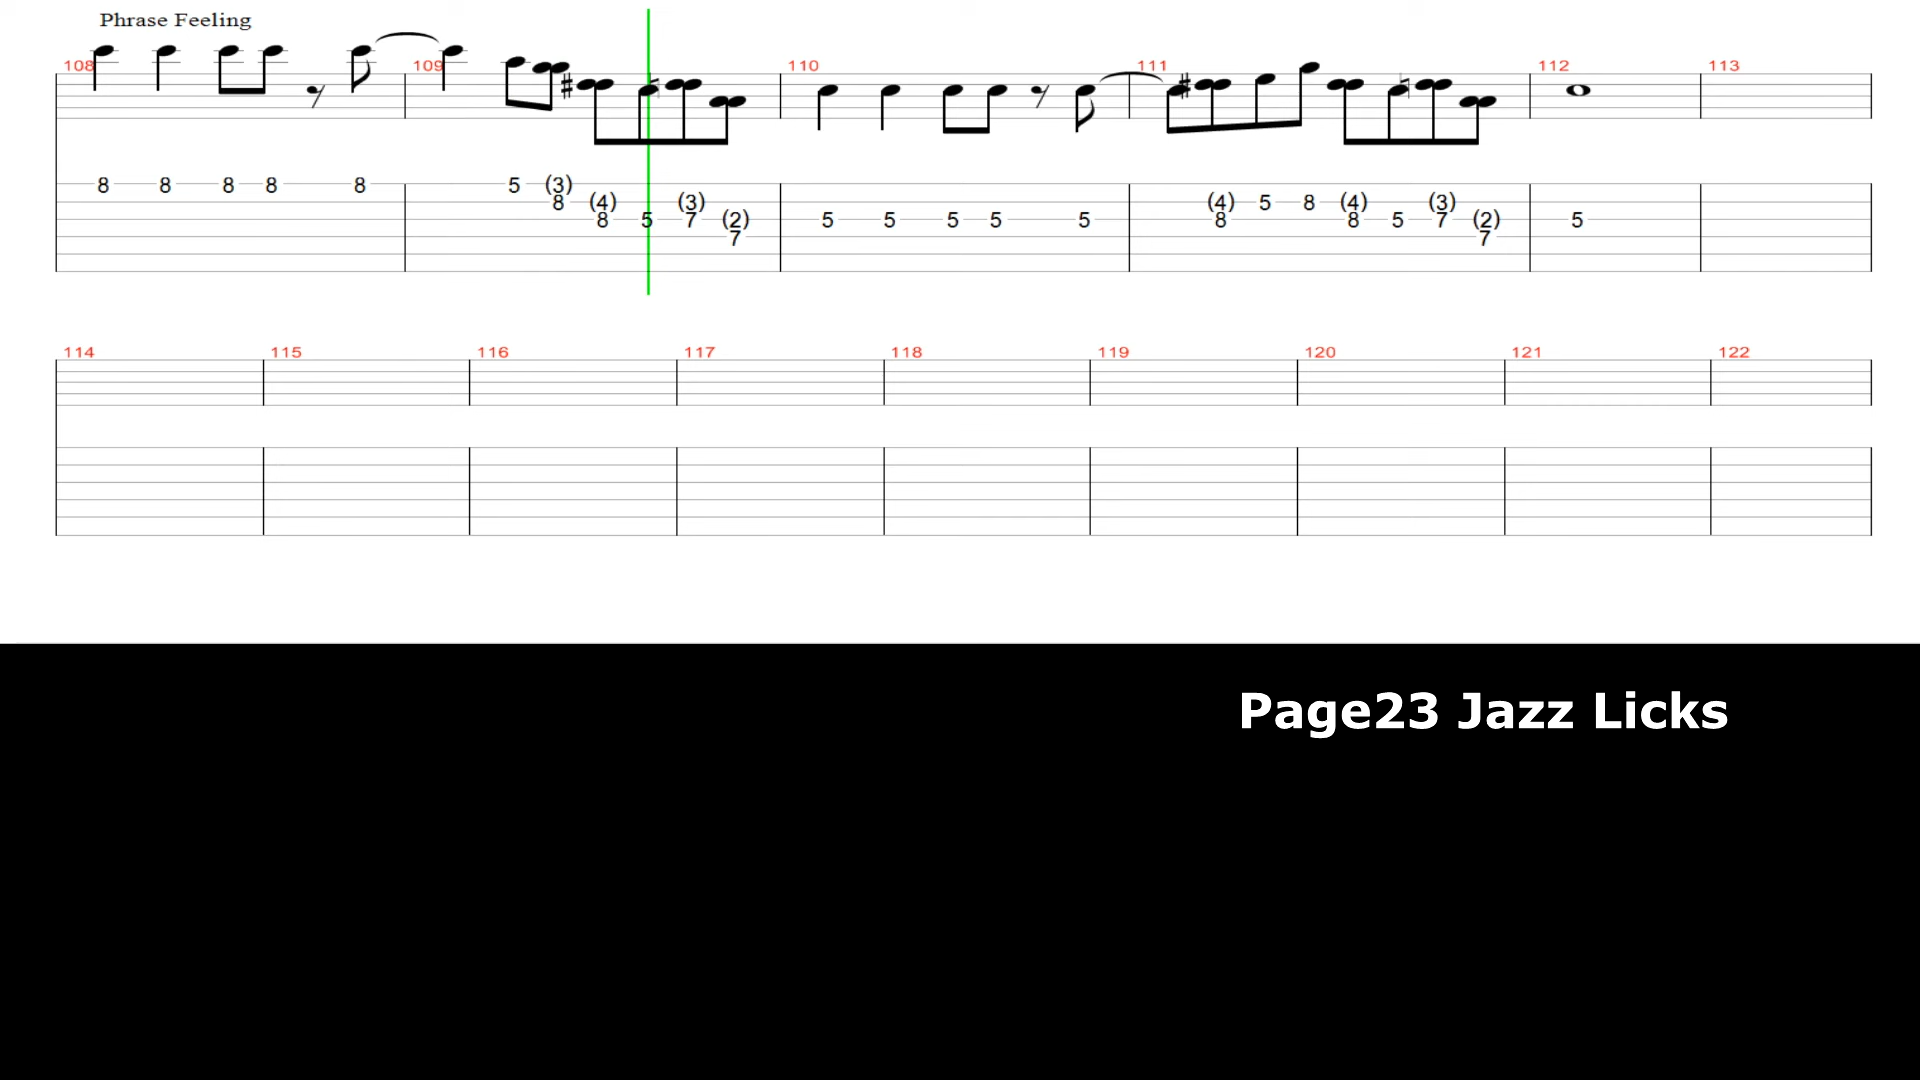 Phrase Feeling
108 109 110 111 112 113
8 8 8 8 8 5 (3) (4) (3) 5 8 (4) (3)
8 8 5 7 (2) 5 5 5 5 5 8 8 5 7 (2) 5
7 7
114 115 116 117 118 119 120 121 122
Page23 Jazz Licks